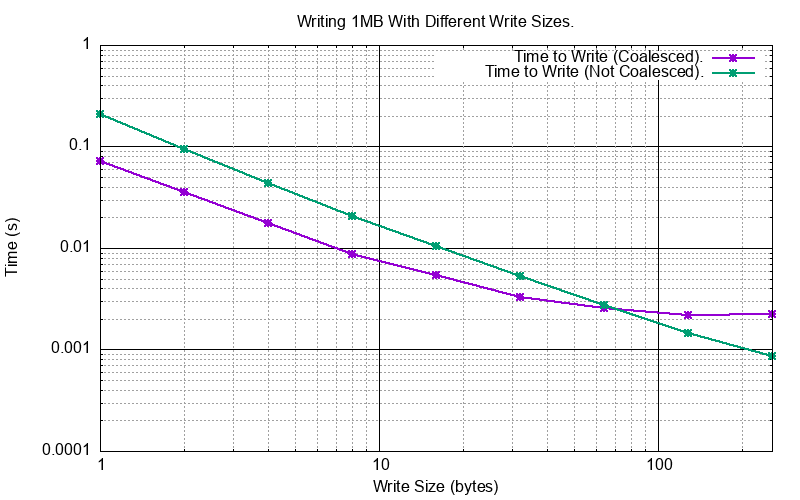 Writing 1MB With Different Write Sizes.
1
Time to Write (Coalesced).
Time to Write (Not Coalesced).
0.1
0.01
Time (s)
0.001
0.0001
1 10 100
Write Size (bytes)